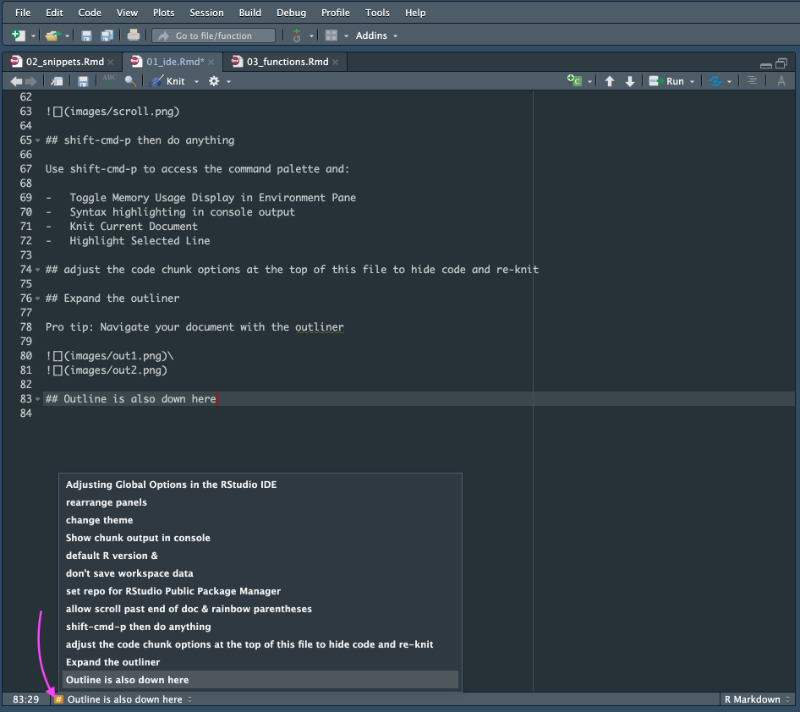 File Edit Code View Plots Session Build Debug Profile Tools Help
Go to file/function Addins
02_snippets.Rmd 01_ide.Rmd* 03_functions.Rmd
ABC Knit Run
62
63 ![](images/scroll.png)
64
65 ## shift-cmd-p then do anything
66
67 Use shift-cmd-p to access the command palette and:
68
69 - Toggle Memory Usage Display in Environment Pane
70 - Syntax highlighting in console output
71 - Knit Current Document
72 - Highlight Selected Line
73
74 ## adjust the code chunk options at the top of this file to hide code and re-knit
75
76 ## Expand the outliner
77
78 Pro tip: Navigate your document with the outliner
79
80 ![](images/out1.png)\
81 ![](images/out2.png)
82
83 ## Outline is also down here
84
Adjusting Global Options in the RStudio IDE
rearrange panels
change theme
Show chunk output in console
default R version &
don't save workspace data
set repo for RStudio Public Package Manager
allow scroll past end of doc & rainbow parentheses
shift-cmd-p then do anything
adjust the code chunk options at the top of this file to hide code and re-knit
Expand the outliner
Outline is also down here
83:29 # Outline is also down here R Markdown